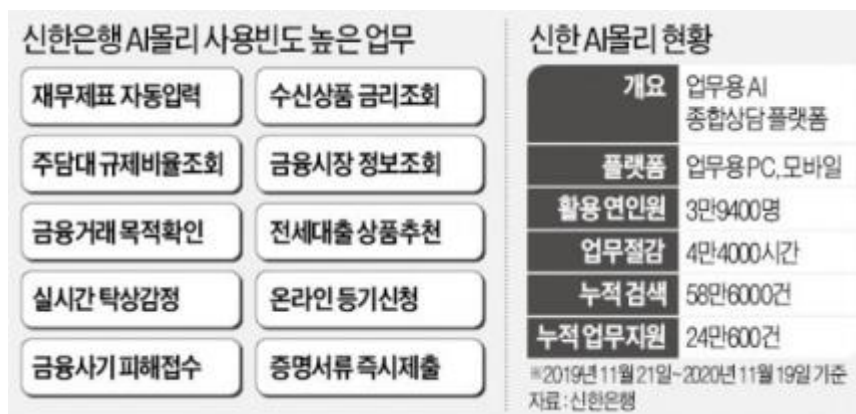 신한은행 AI몰리 사용빈도 높은 업무
재무제표 자동입력
수신상품 금리조회
주담대 규제비율조회
금융시장 정보조회
금융거래 목적확인
전세대출 상품추천
실시간 탁상감정
온라인 등기신청
금융사기 피해접수
증명서류 즉시제출
신한 AI몰리 현황
개요 업무용 AI
종합상담 플랫폼
플랫폼 업무용 PC, 모바일
활용 연인원 3만9400명
업무절감 4만4000시간
누적 검색 58만6000건
누적 업무지원 24만600건
※2019년 11월 21일~2020년 11월 19일 기준
자료 : 신한은행